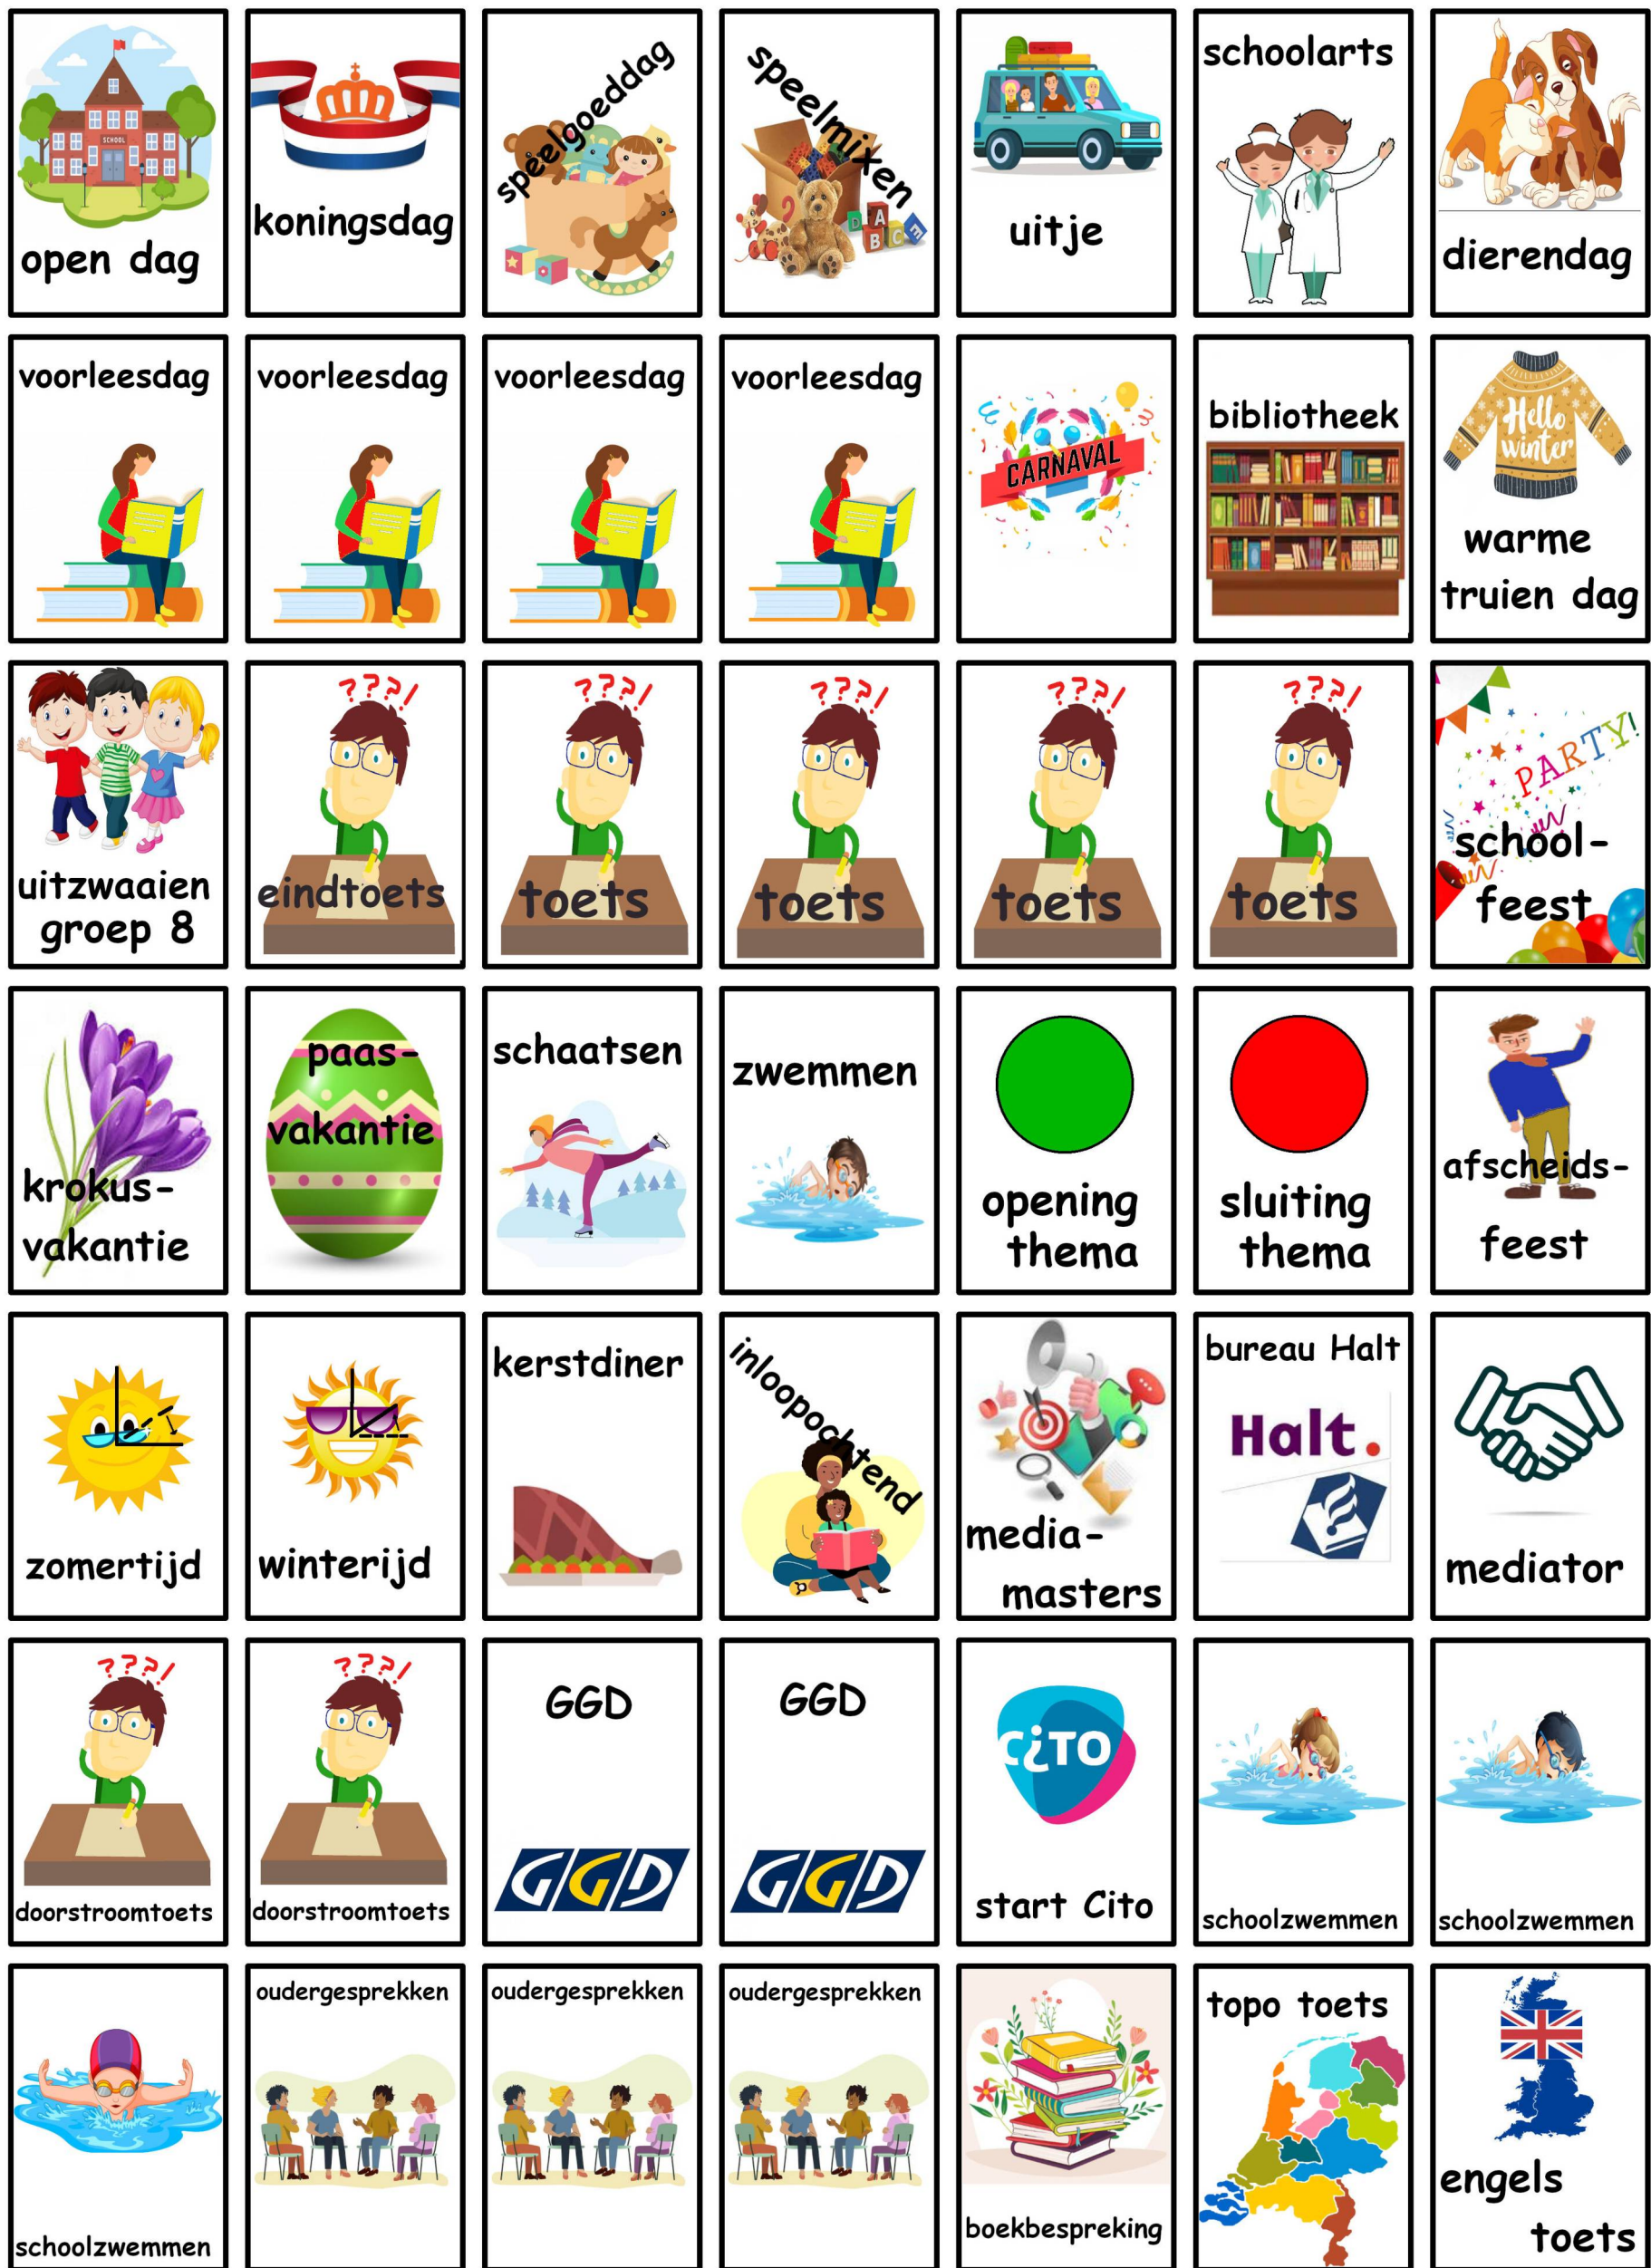 SCHOOL
open dag
koningsdag
speelgoeddag
speelmixen
A
D
B
C
E
uitje
schoolarts
dierendag
voorleesdag
voorleesdag
voorleesdag
voorleesdag
CARNAVAL
bibliotheek
Hello
winter
warme
truien dag
uitzwaaien
groep 8
???!
eindtoets
???!
toets
???!
toets
???!
toets
???!
toets
PARTY!
school-
feest
krokus-
vakantie
paas-
vakantie
schaatsen
zwemmen
opening
thema
sluiting
thema
afscheids-
feest
zomertijd
winterijd
kerstdiner
inloopochtend
media-
masters
bureau Halt
Halt.
mediator
???!
doorstroomtoets
???!
doorstroomtoets
GGD
GGD
GGD
GGD
CiTO
start Cito
schoolzwemmen
schoolzwemmen
schoolzwemmen
oudergesprekken
oudergesprekken
oudergesprekken
boekbespreking
topo toets
engels
toets